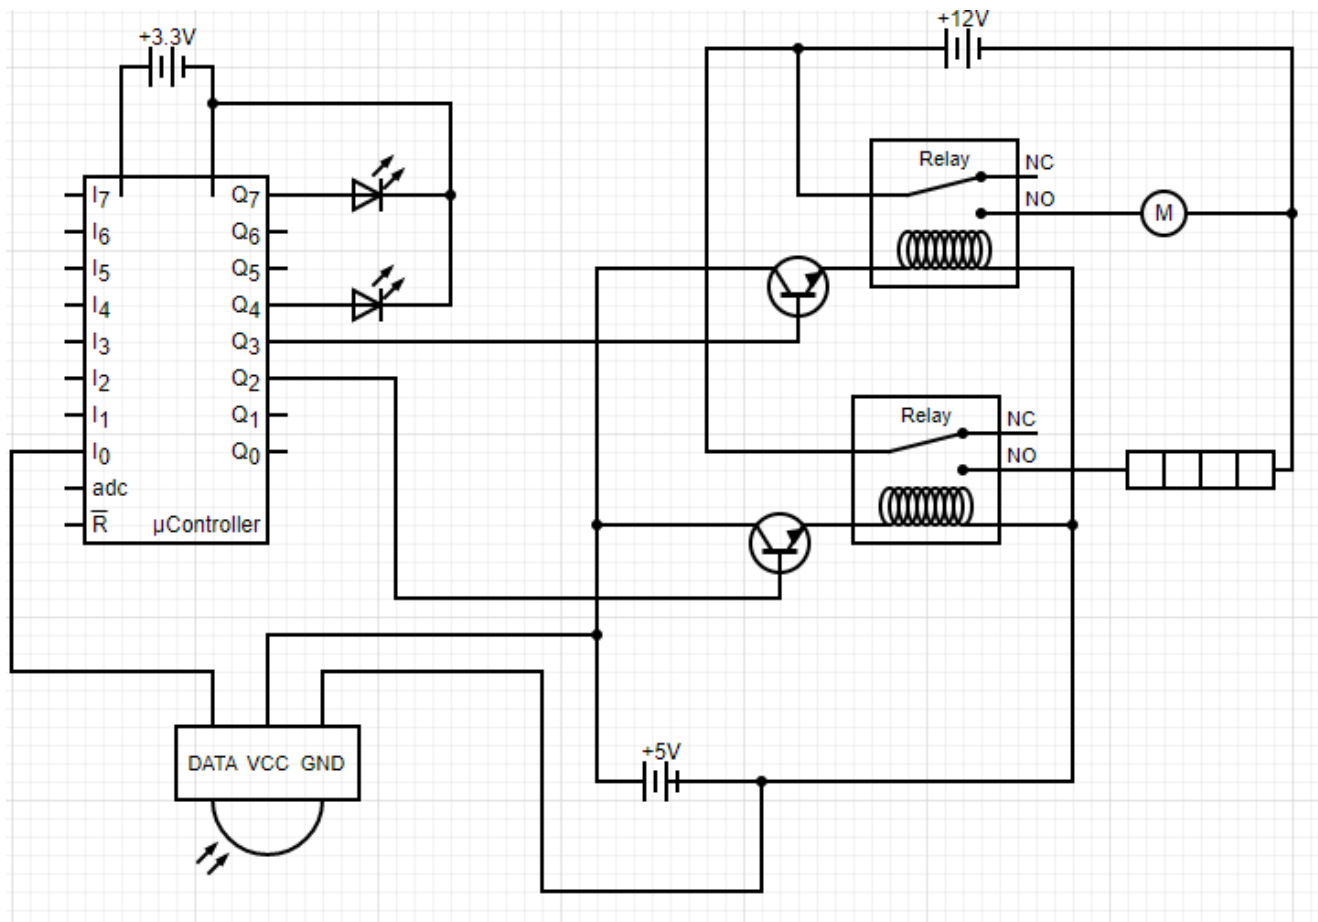 +12V
+3.3V
Relay
NC
NO
M
I7 Q7
I6 Q6
I5 Q5
I4 Q4
I3 Q3
I2 Q2
I1 Q1
I0 Q0
adc
R̅ µController
Relay
NC
NO
+5V
DATA VCC GND